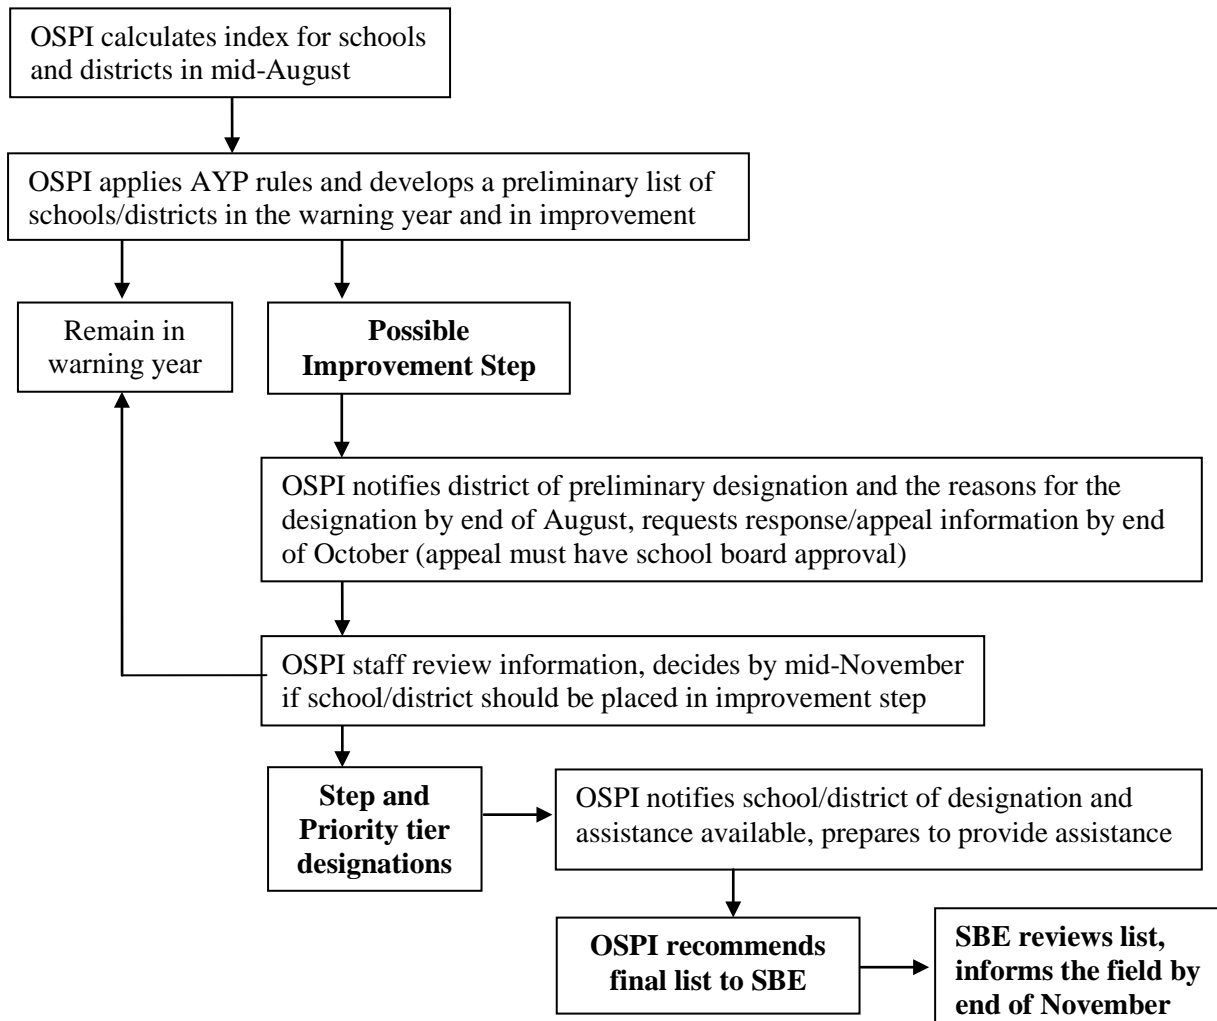 OSPI calculates index for schools
and districts in mid-August
OSPI applies AYP rules and develops a preliminary list of
schools/districts in the warning year and in improvement
Remain in
warning year
Possible
Improvement Step
OSPI notifies district of preliminary designation and the reasons for the
designation by end of August, requests response/appeal information by end
of October (appeal must have school board approval)
OSPI staff review information, decides by mid-November
if school/district should be placed in improvement step
Step and
Priority tier
designations
OSPI notifies school/district of designation and
assistance available, prepares to provide assistance
OSPI recommends
final list to SBE
SBE reviews list,
informs the field by
end of November